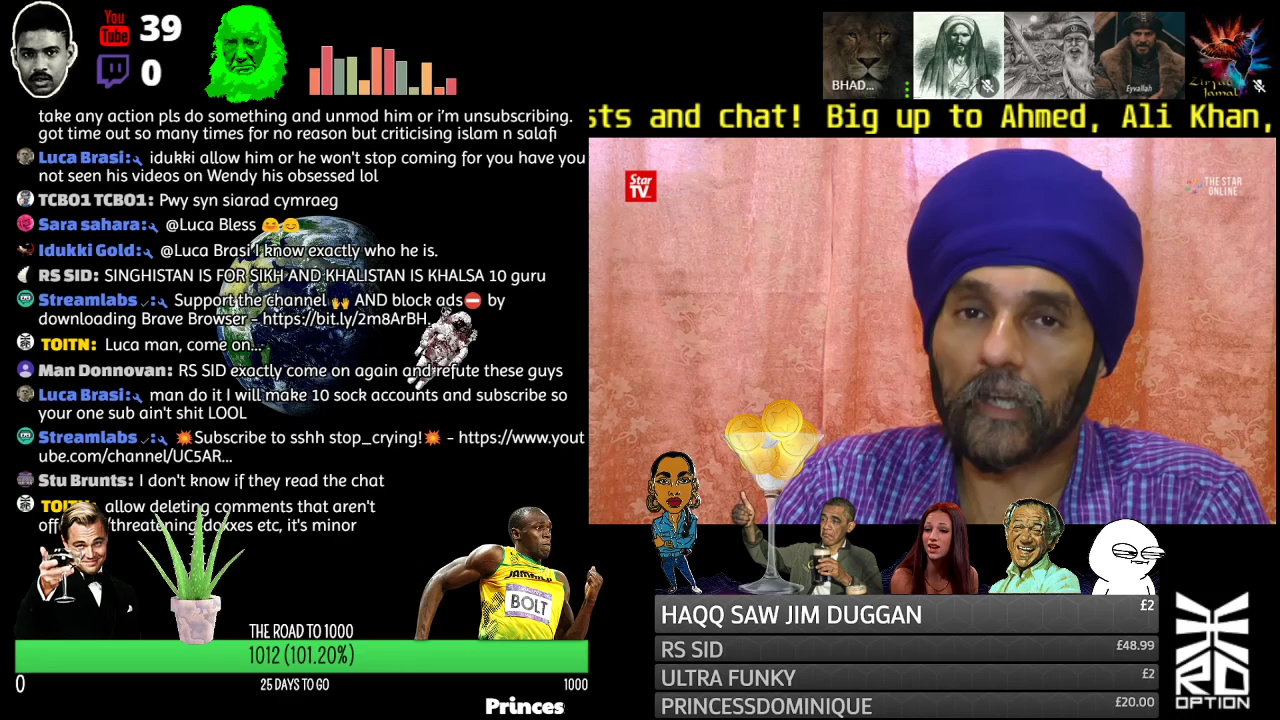 You
Tube
39
0
take any action pls do something and unmod him or i'm unsubscribing.
got time out so many times for no reason but criticising islam n salafi
Luca Brasi: idukki allow him or he won't stop coming for you have you
not seen his videos on Wendy his obsessed lol
TCBO1 TCBO1: Pwy syn siarad cymraeg
Sara sahara: @Luca Bless 🤗😊
Idukki Gold: @Luca Brasi I know exactly who he is.
RS SID: SINGHISTAN IS FOR SIKH AND KHALISTAN IS KHALSA 10 guru
Streamlabs: Support the channel 🙌 AND block ads⛔ by
downloading Brave Browser - https://bit.ly/2m8ArBH.
TOITN: Luca man, come on...
Man Donnovan: RS SID exactly come on again and refute these guys
Luca Brasi: man do it I will make 10 sock accounts and subscribe so
your one sub ain't shit LOOL
Streamlabs: 💥Subscribe to sshh stop_crying!💥 - https://www.yout
ube.com/channel/UC5AR...
Stu Brunts: I don't know if they read the chat
TOITN: allow deleting comments that aren't
threatening doxxes etc, it's minor
JAMAICA
BOLT
THE ROAD TO 1000
1012 (101.20%)
0
25 DAYS TO GO
1000
Princes
BHAD...
Eyvallah
Ziryab
Jamal
sts and chat! Big up to Ahmed, Ali Khan,
Star
TV
THE STAR
ONLINE
HAQQ SAW JIM DUGGAN £2
RS SID £48.99
ULTRA FUNKY £2
PRINCESSDOMINIQUE £20.00
OPTION